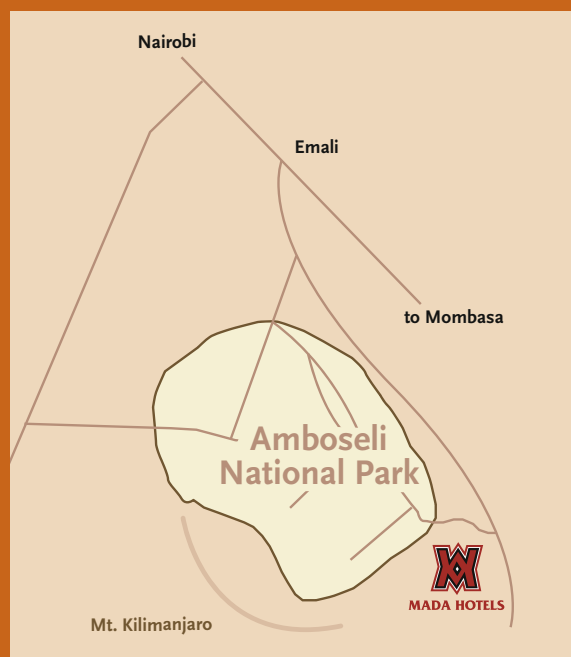 Nairobi
Emali
to Mombasa
Amboseli
National Park
MADA HOTELS
Mt. Kilimanjaro